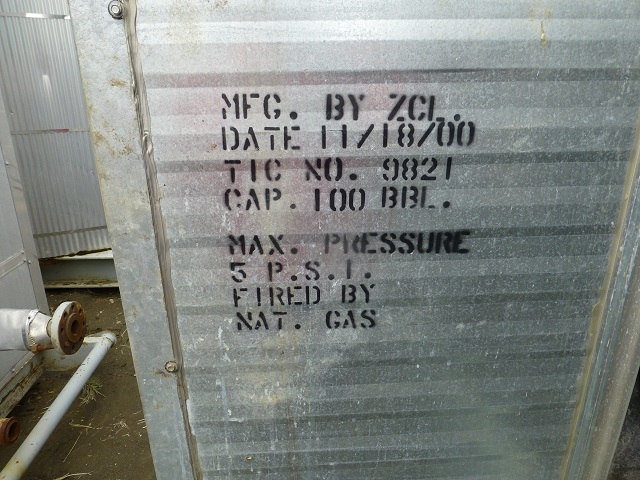 MFG. BY ZCL.
DATE 11/18/00
TIC NO. 9821
CAP. 100 BBL.
MAX. PRESSURE
5 P.S.I.
FIRED BY
NAT. GAS